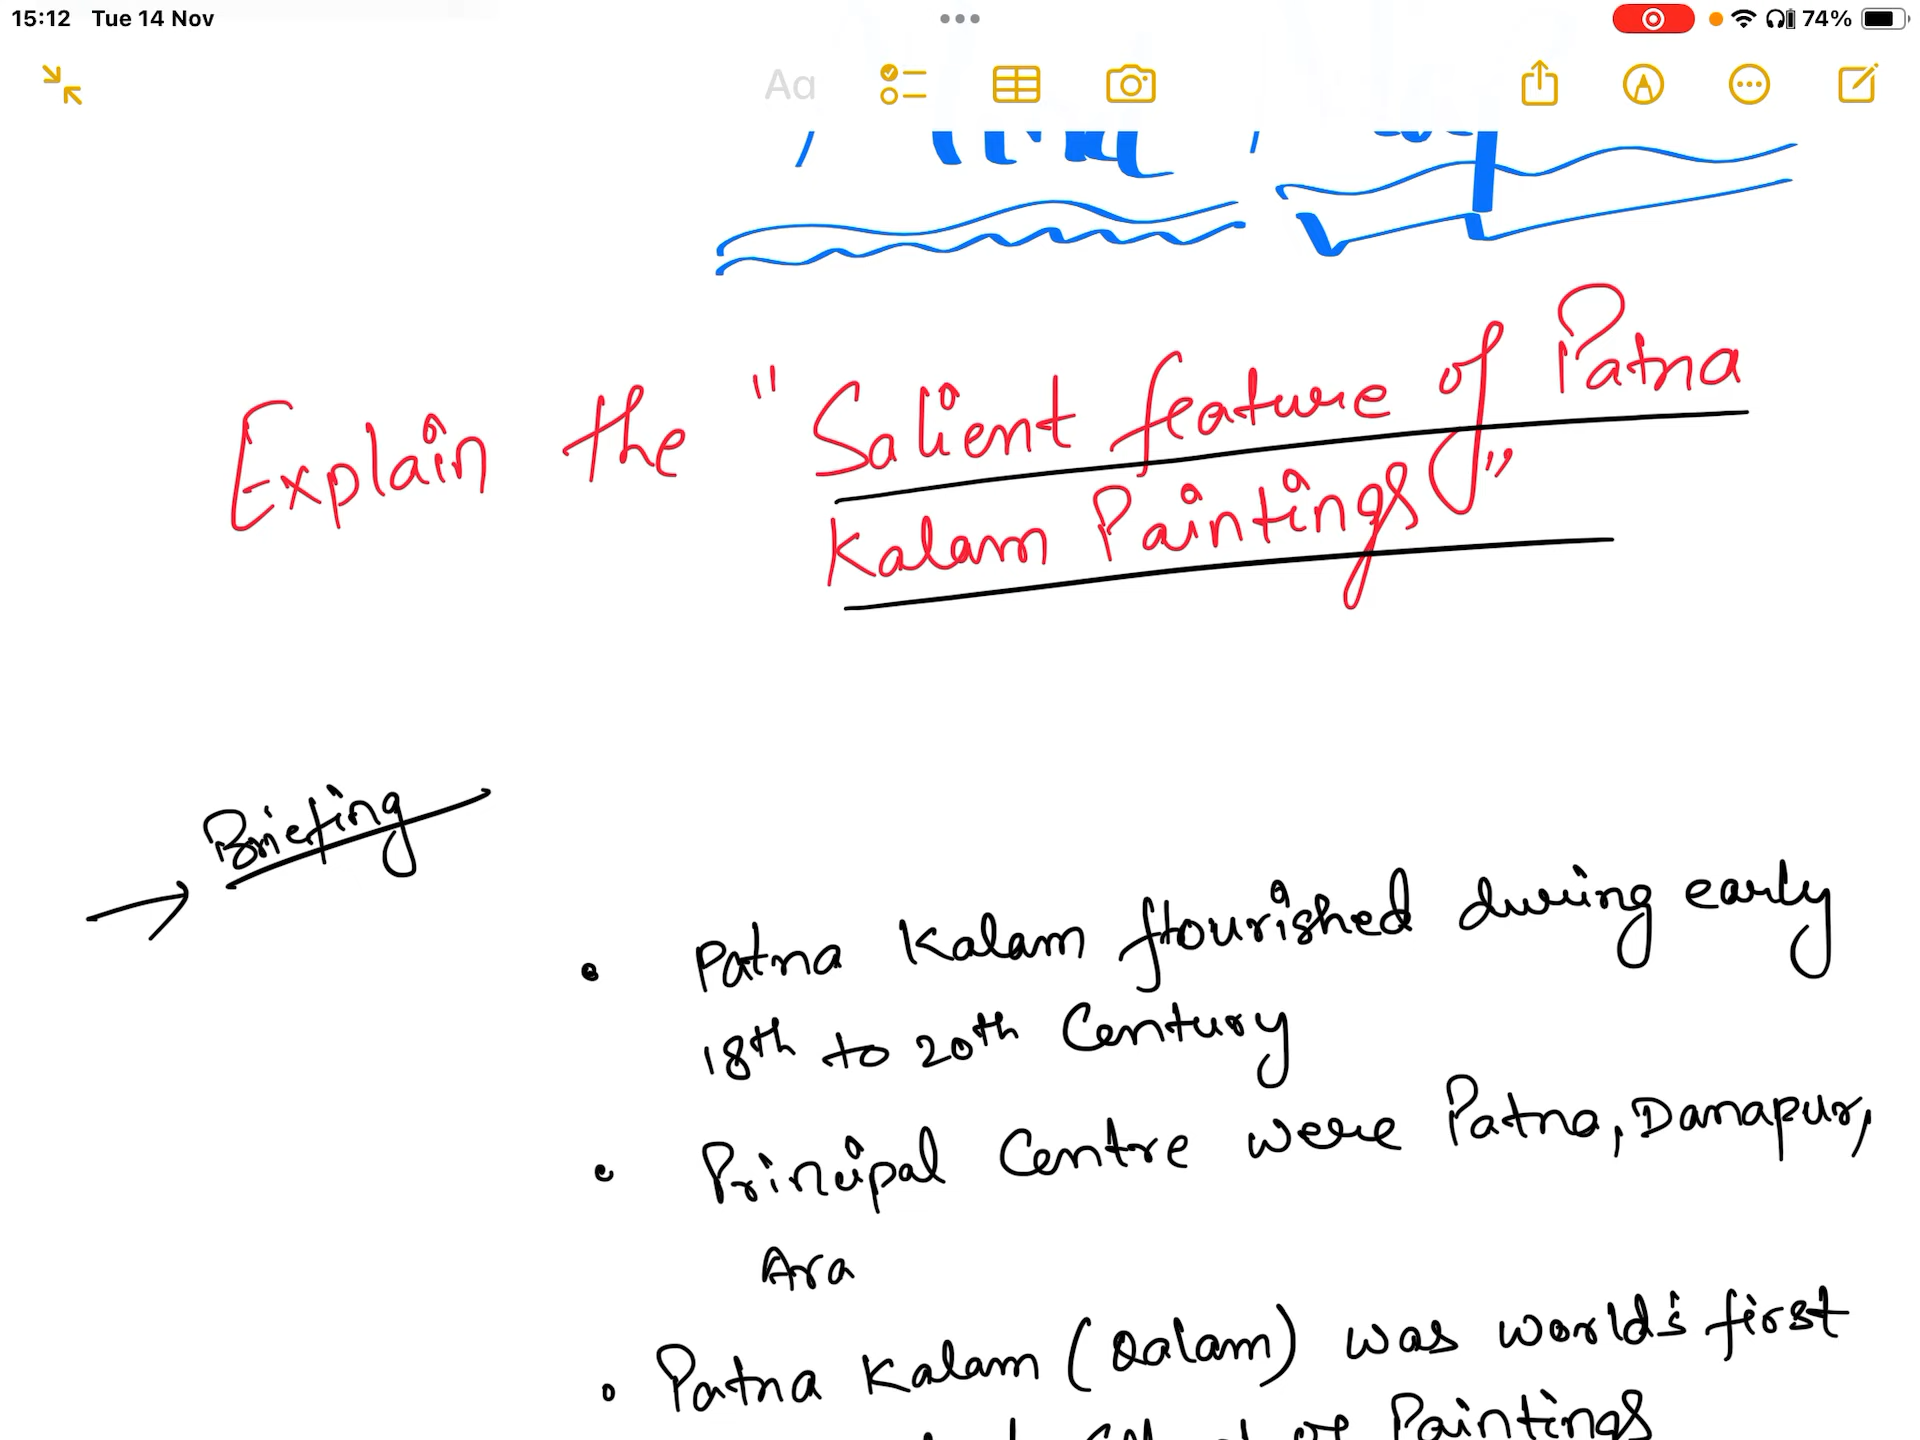 15:12 Tue 14 Nov
74%
Aa
Explain the "Salient feature of Patna
Kalam Paintings"
Briefing
• Patna Kalam flourished during early
18th to 20th Century
• Principal Centre were Patna, Danapur,
Ara
• Patna Kalam (Qalam) was world's first
of Paintings